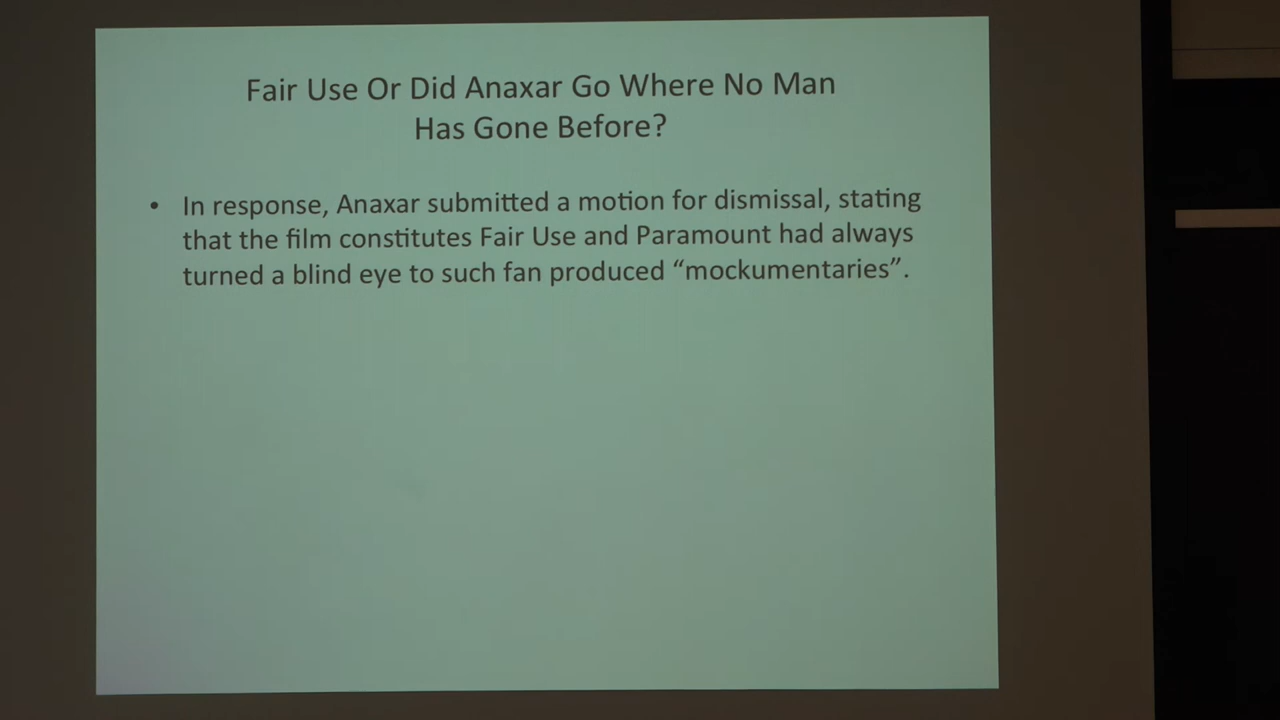 Fair Use Or Did Anaxar Go Where No Man
Has Gone Before?
• In response, Anaxar submitted a motion for dismissal, stating
that the film constitutes Fair Use and Paramount had always
turned a blind eye to such fan produced “mockumentaries”.